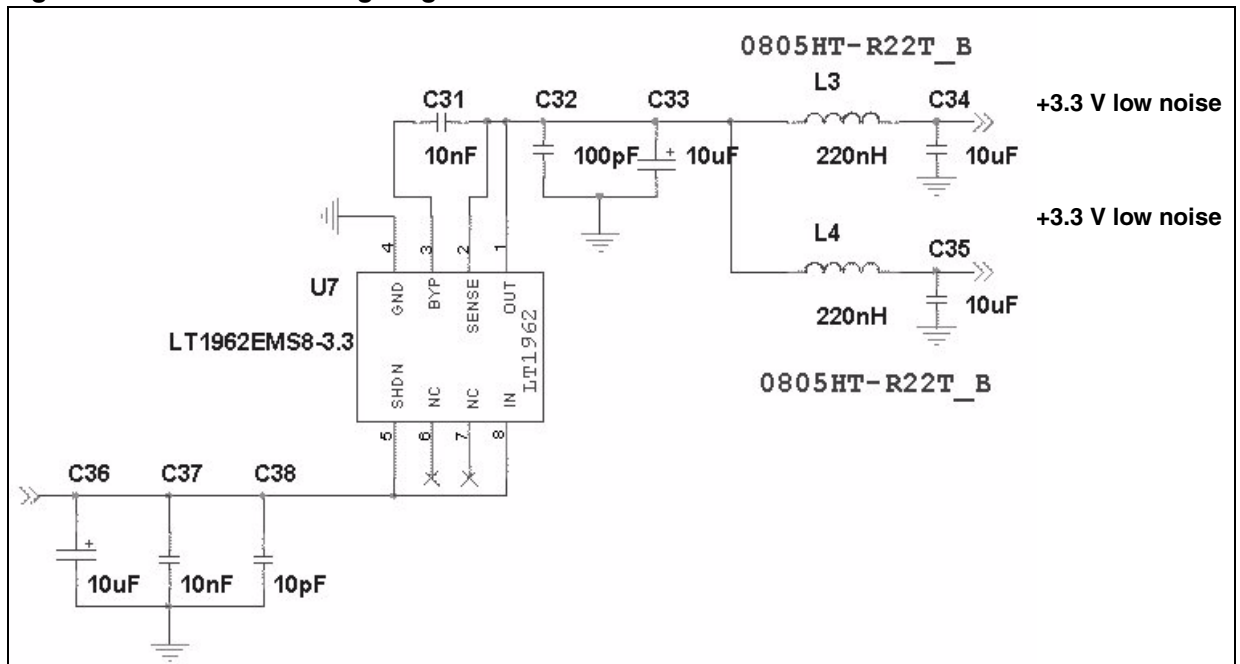 0805HT-R22T_B
L3
C31
C32
C33
C34
+3.3 V low noise
10nF
100pF
+
10uF
220nH
10uF
+3.3 V low noise
L4
C35
4
3
2
1
U7
GND
BYP
SENSE
OUT
220nH
10uF
LT1962EMS8-3.3
LT1962
SHDN
NC
NC
IN
0805HT-R22T_B
5
6
7
8
C36
C37
C38
+
10uF
10nF
10pF